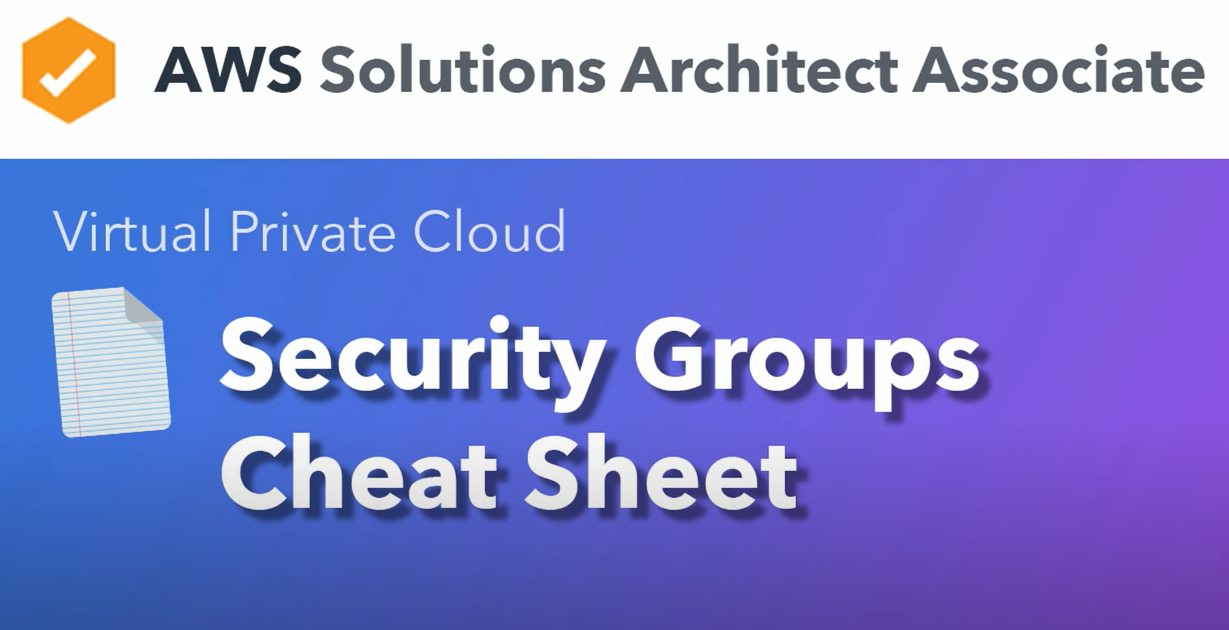 AWS Solutions Architect Associate
Virtual Private Cloud
Security Groups
Cheat Sheet